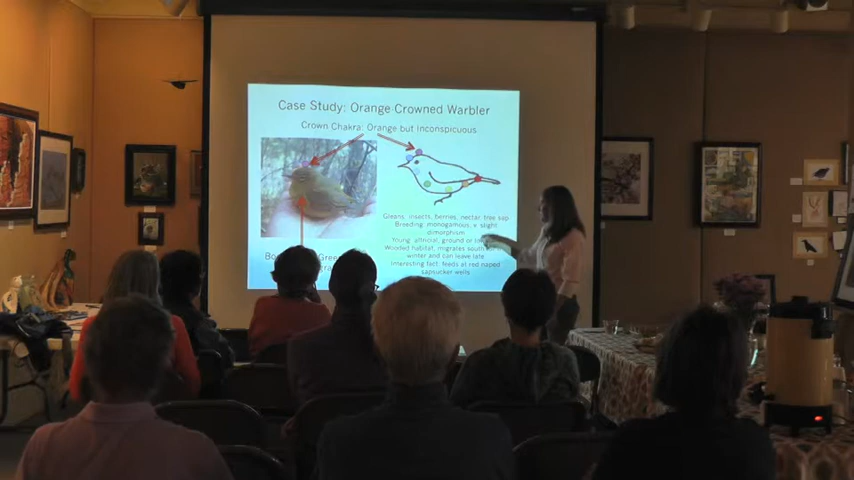 Case Study: Orange Crowned Warbler
Crown Chakra: Orange but Inconspicuous
Gleans, insects, berries, nectar, tree sap
Breeding: monogamous, x slight
dimorphism
Young: altricial, ground or
Wooded habitat, migrates south
winter and can leave late
Interesting fact: feeds at red naped
sapsucker wells